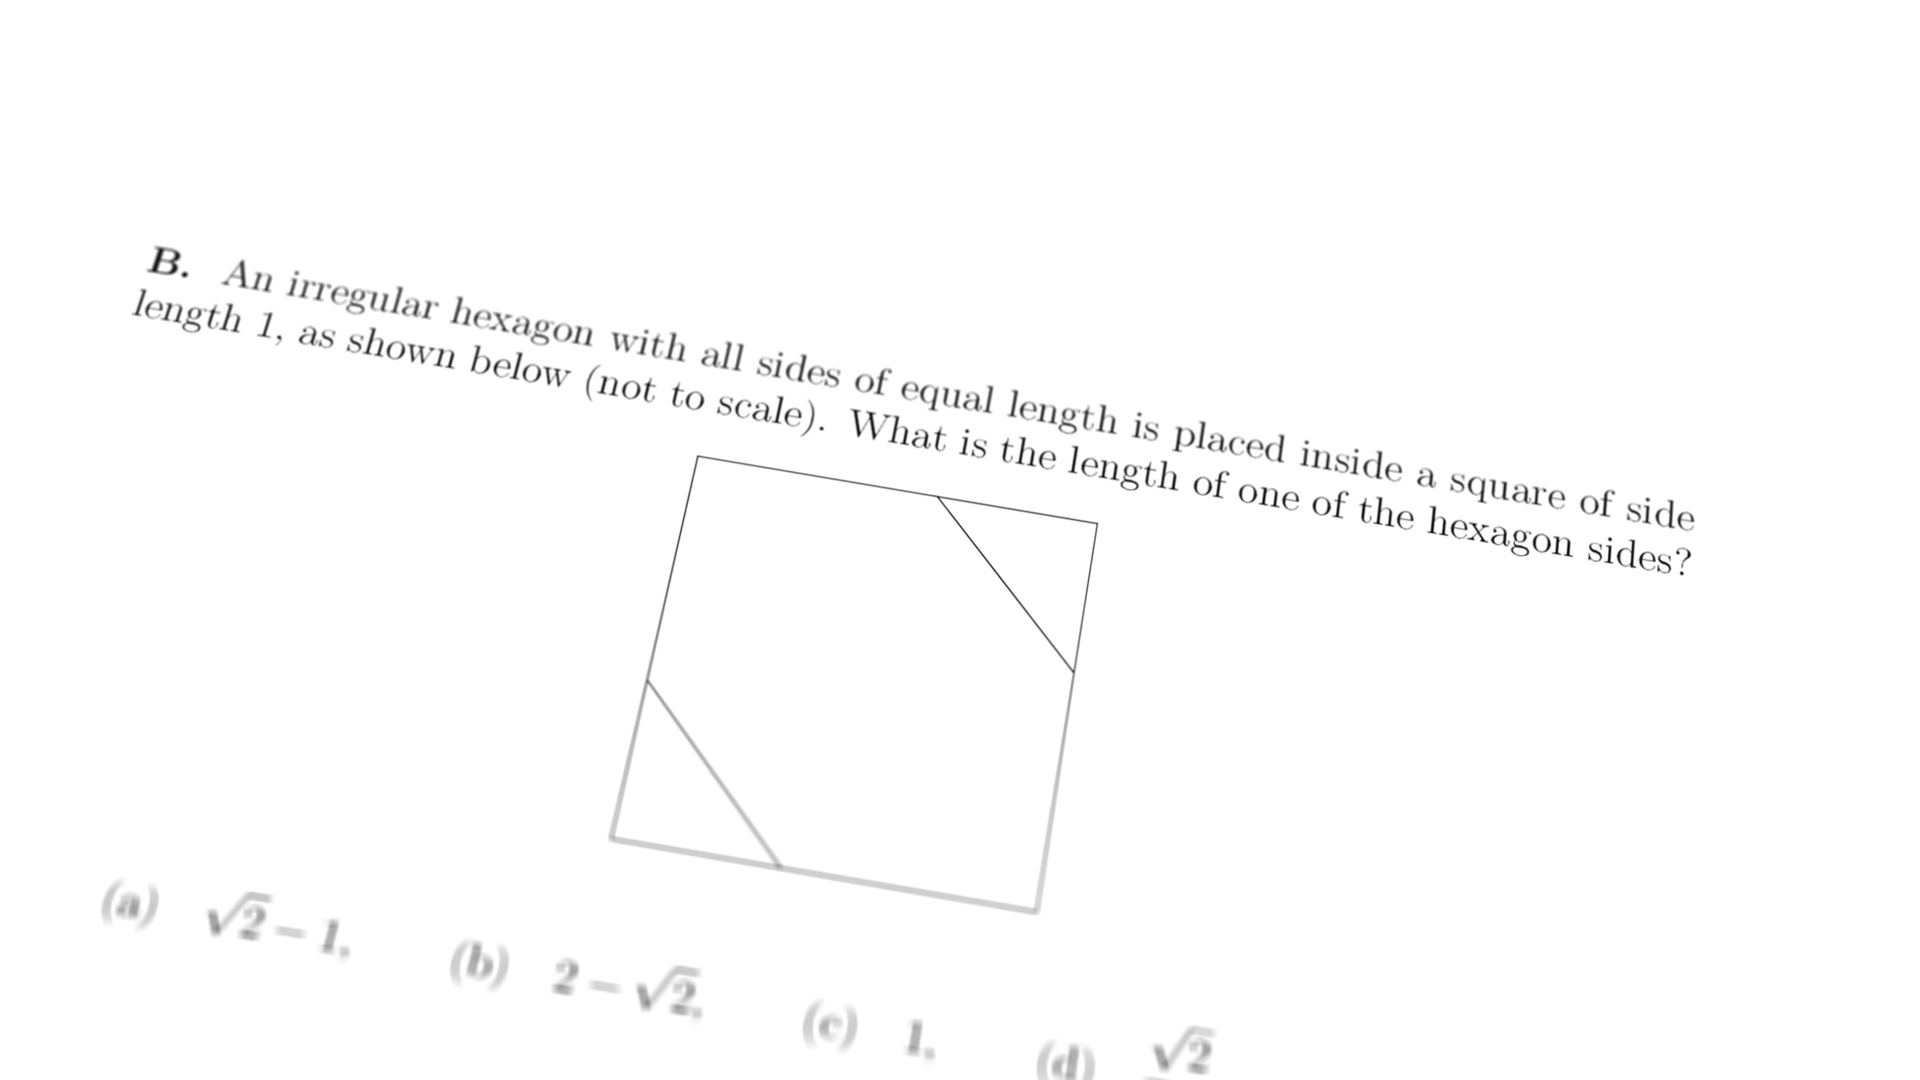 B. An irregular hexagon with all sides of equal length is placed inside a square of side
length 1, as shown below (not to scale). What is the length of one of the hexagon sides?
(a) √2 − 1, (b) 2 − √2, (c) 1, (d) √2